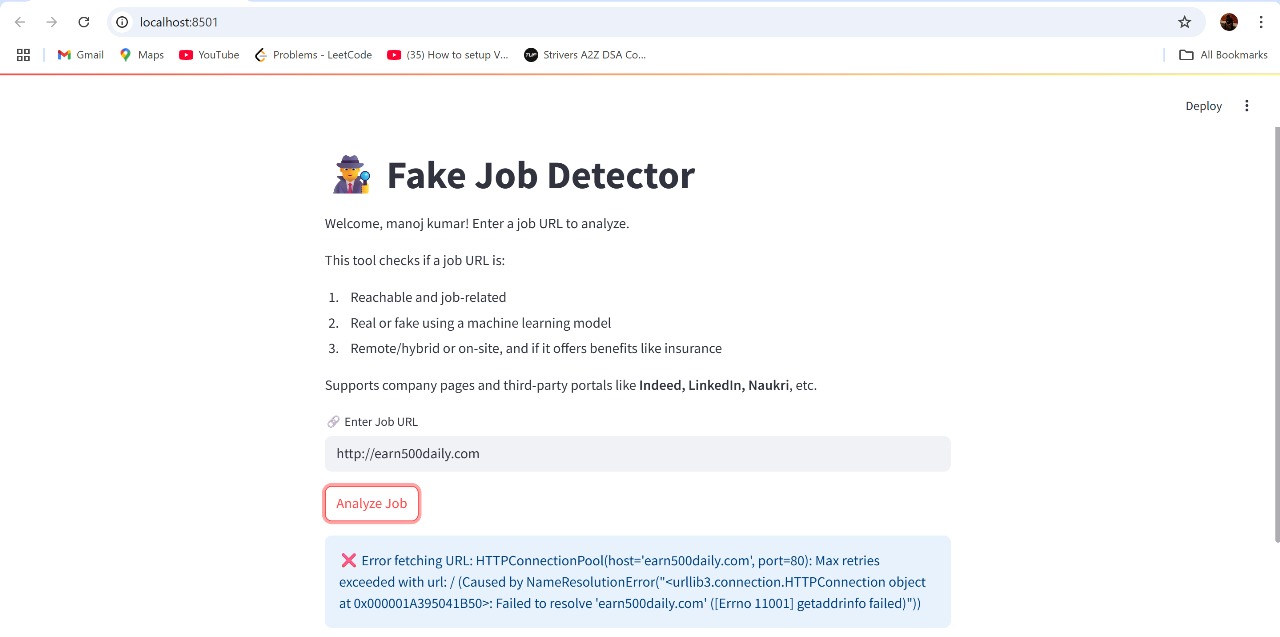 localhost:8501
Gmail
Maps
YouTube
Problems - LeetCode
(35) How to setup V...
Strivers A2Z DSA Co...
All Bookmarks
Deploy
Fake Job Detector
Welcome, manoj kumar! Enter a job URL to analyze.
This tool checks if a job URL is:
1. Reachable and job-related
2. Real or fake using a machine learning model
3. Remote/hybrid or on-site, and if it offers benefits like insurance
Supports company pages and third-party portals like Indeed, LinkedIn, Naukri, etc.
Enter Job URL
http://earn500daily.com
Analyze Job
Error fetching URL: HTTPConnectionPool(host='earn500daily.com', port=80): Max retries
exceeded with url: / (Caused by NameResolutionError("<urllib3.connection.HTTPConnection object
at 0x000001A395041B50>: Failed to resolve 'earn500daily.com' ([Errno 11001] getaddrinfo failed)"))